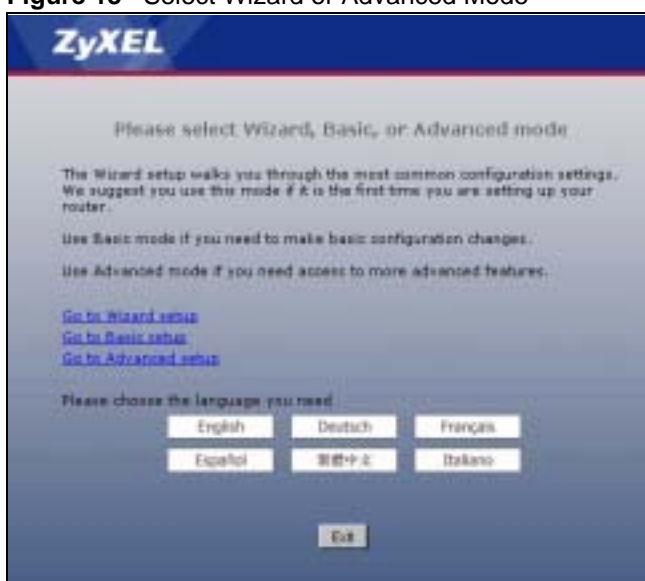 Select Wizard or Advanced Mode
ZyXEL
Please select Wizard, Basic, or Advanced mode
The Wizard setup walks you through the most common configuration settings.
We suggest you use this mode if it is the first time you are setting up your
router.
Use Basic mode if you need to make basic configuration changes.
Use Advanced mode if you need access to more advanced features.
Go to Wizard setup
Go to Basic setup
Go to Advanced setup
Please choose the language you need
English Deutsch Français
Español 繁體中文 Italiano
Exit